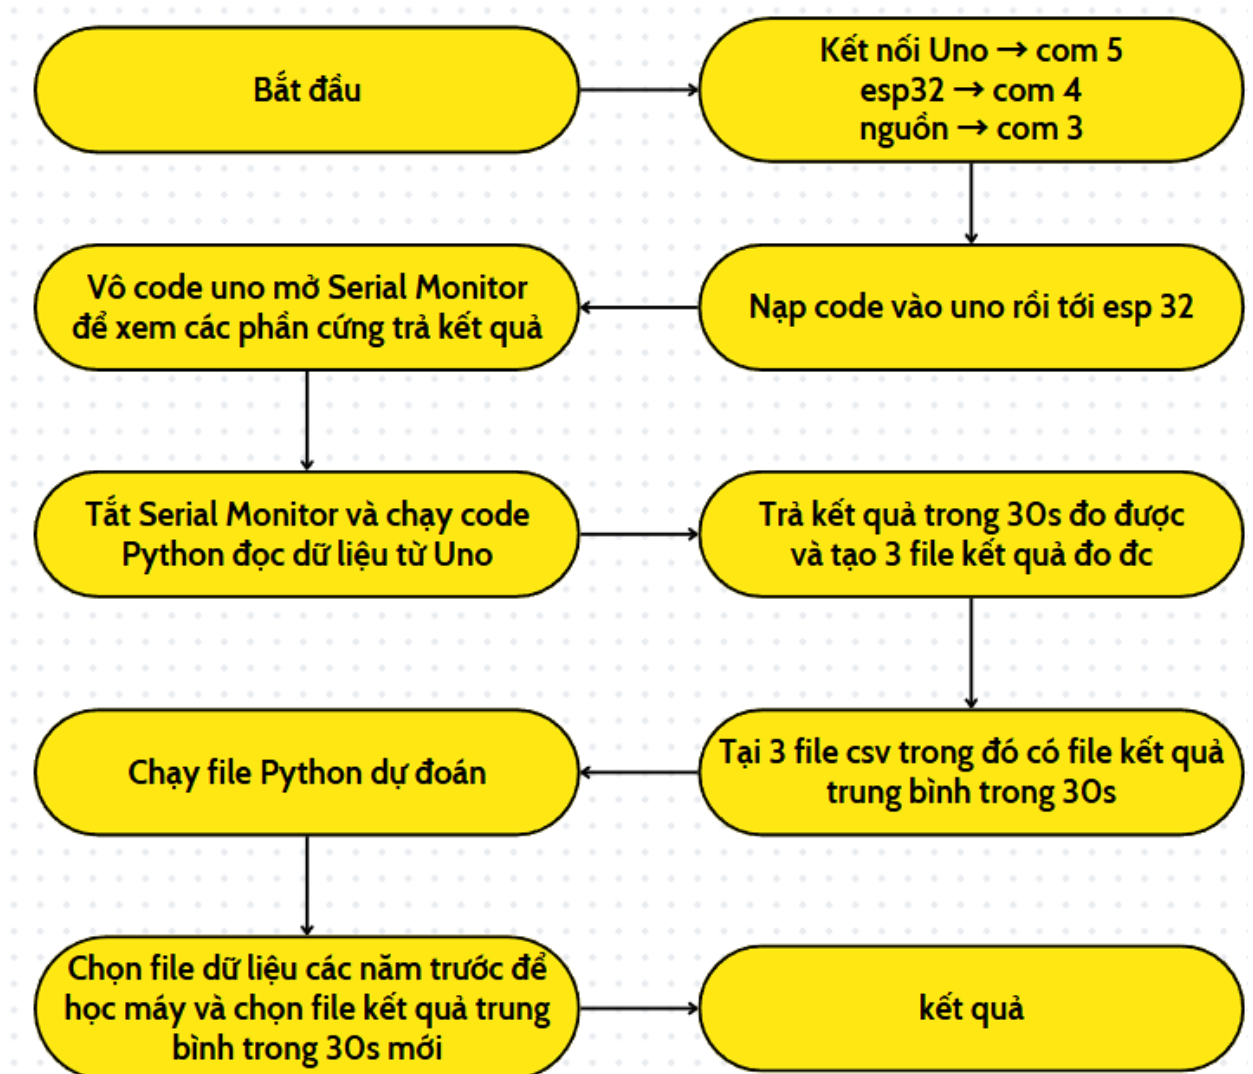 Bắt đầu
Kết nối Uno → com 5
esp32 → com 4
nguồn → com 3
Nạp code vào uno rồi tới esp 32
Vô code uno mở Serial Monitor
để xem các phần cứng trả kết quả
Tắt Serial Monitor và chạy code
Python đọc dữ liệu từ Uno
Trả kết quả trong 30s đo được
và tạo 3 file kết quả đo đc
Tại 3 file csv trong đó có file kết quả
trung bình trong 30s
Chạy file Python dự đoán
Chọn file dữ liệu các năm trước để
học máy và chọn file kết quả trung
bình trong 30s mới
kết quả